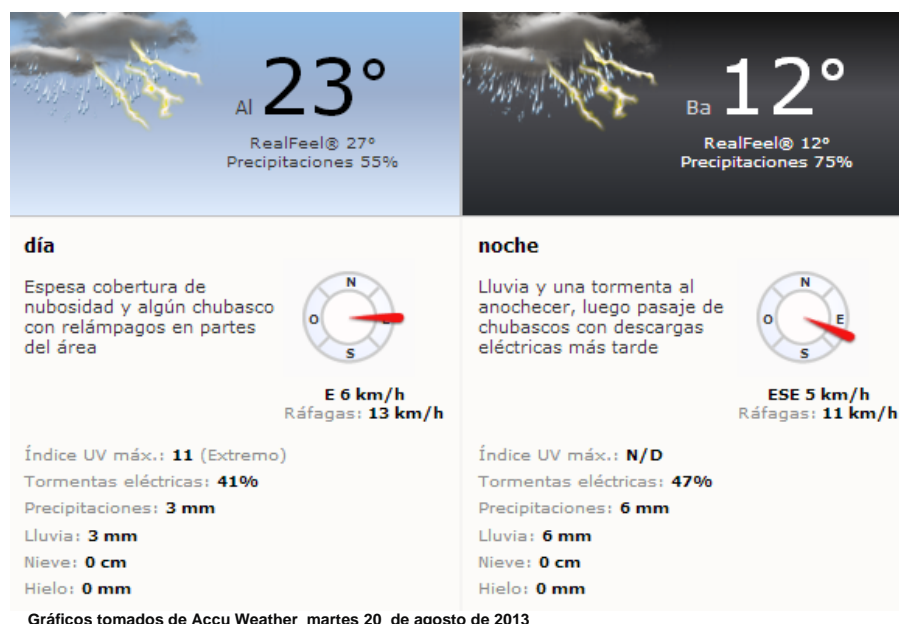 Al 23°
RealFeel® 27°
Precipitaciones 55%
Ba 12°
RealFeel® 12°
Precipitaciones 75%
día
Espesa cobertura de
nubosidad y algún chubasco
con relámpagos en partes
del área
N
O
E
S
E 6 km/h
Ráfagas: 13 km/h
Índice UV máx.: 11 (Extremo)
Tormentas eléctricas: 41%
Precipitaciones: 3 mm
Lluvia: 3 mm
Nieve: 0 cm
Hielo: 0 mm
noche
Lluvia y una tormenta al
anochecer, luego pasaje de
chubascos con descargas
eléctricas más tarde
N
O
E
S
ESE 5 km/h
Ráfagas: 11 km/h
Índice UV máx.: N/D
Tormentas eléctricas: 47%
Precipitaciones: 6 mm
Lluvia: 6 mm
Nieve: 0 cm
Hielo: 0 mm
Gráficos tomados de Accu Weather martes 20 de agosto de 2013